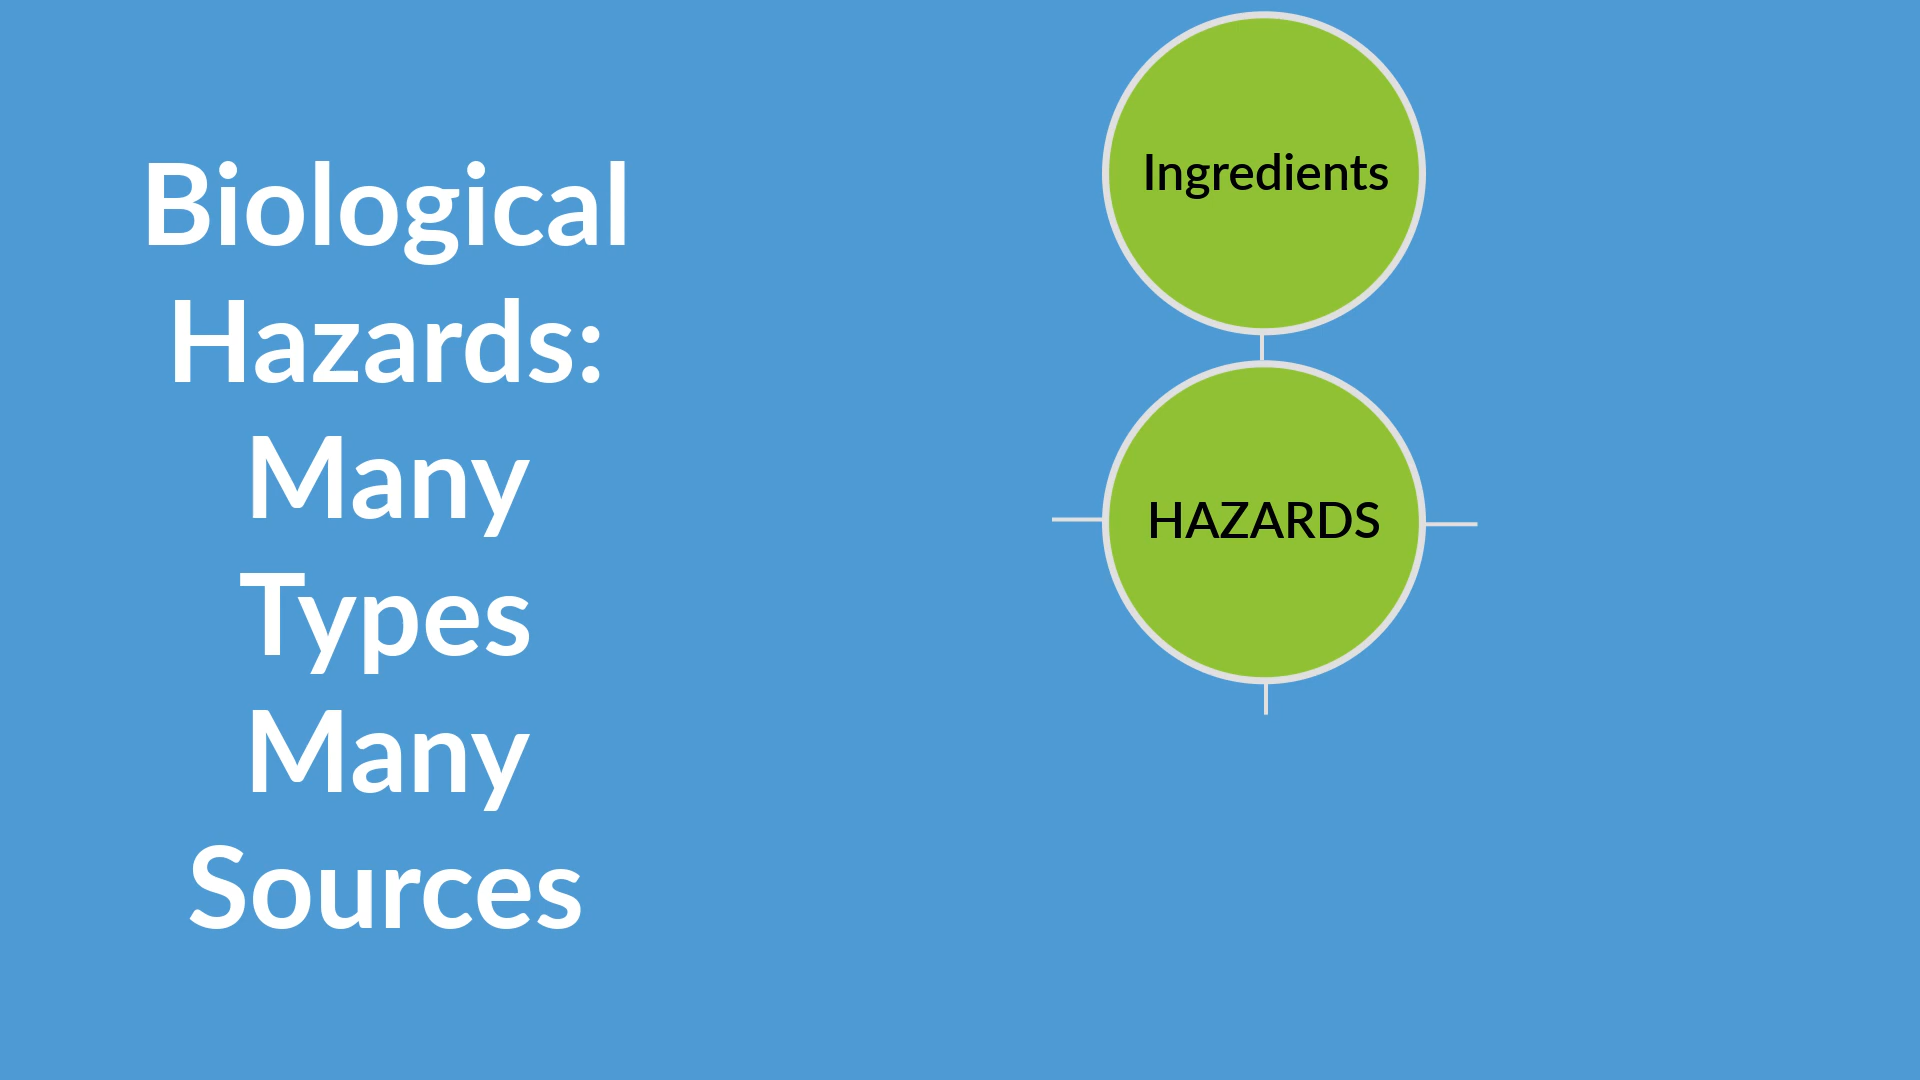 Biological
Hazards:
Many
Types
Many
Sources
Ingredients
HAZARDS